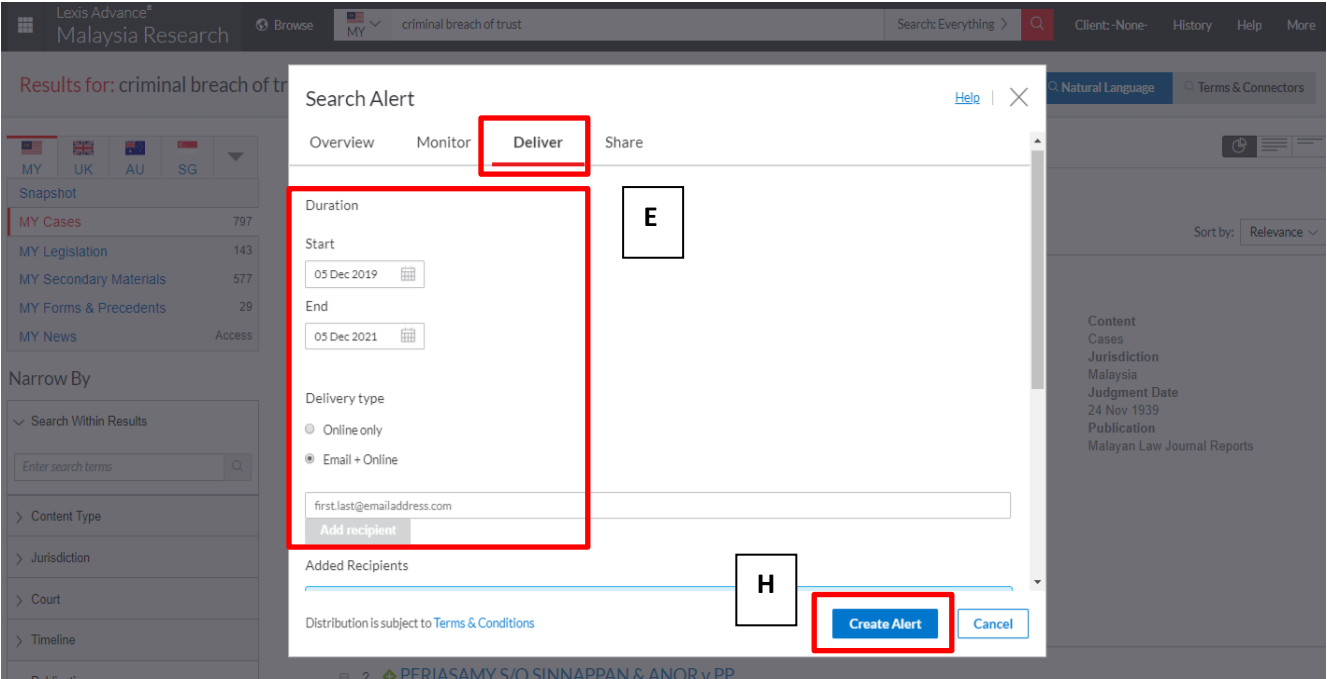 Lexis Advance®
Malaysia Research
Browse
MY
criminal breach of trust
Search: Everything >
Client: -None-
History
Help
More
Results for: criminal breach of tr
Natural Language
Terms & Connectors
MY UK AU SG
Snapshot
MY Cases 797
MY Legislation 143
MY Secondary Materials 577
MY Forms & Precedents 29
MY News Access
Narrow By
Search Within Results
Enter search terms
Content Type
Jurisdiction
Court
Timeline
Search Alert
Help
Overview Monitor Deliver Share
E
Duration
Start
05 Dec 2019
End
05 Dec 2021
Delivery type
Online only
Email + Online
first.last@emailaddress.com
Add recipient
Added Recipients
H
Distribution is subject to Terms & Conditions
Create Alert
Cancel
Sort by: Relevance
Content
Cases
Jurisdiction
Malaysia
Judgment Date
24 Nov 1939
Publication
Malayan Law Journal Reports
2 PERIASAMY S/O SINNAPPAN & ANOR v PP